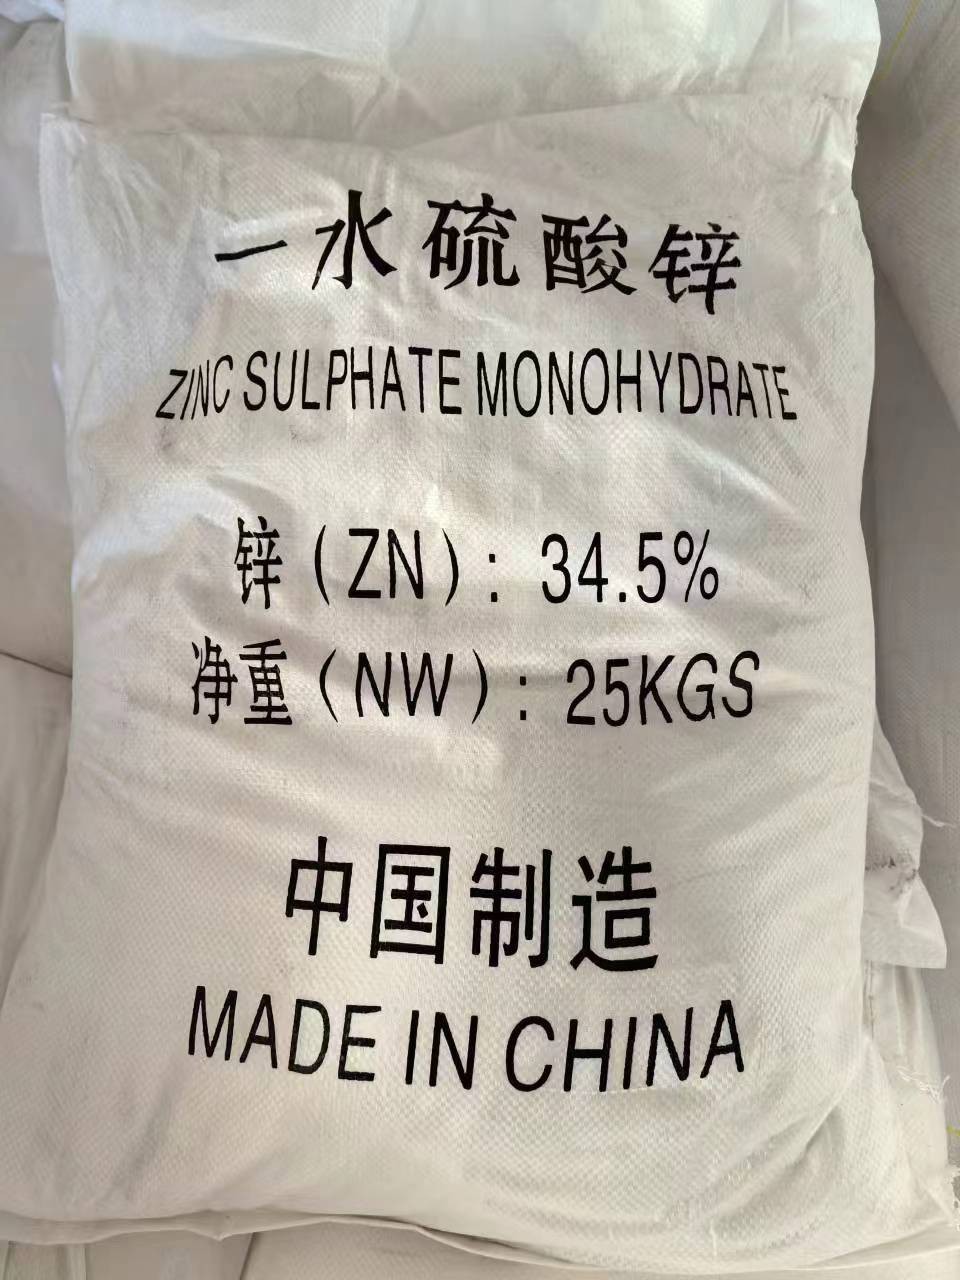 一水硫酸锌
ZINC SULPHATE MONOHYDRATE
锌（ZN）：34.5%
净重（NW）：25KGS
中国制造
MADE IN CHINA